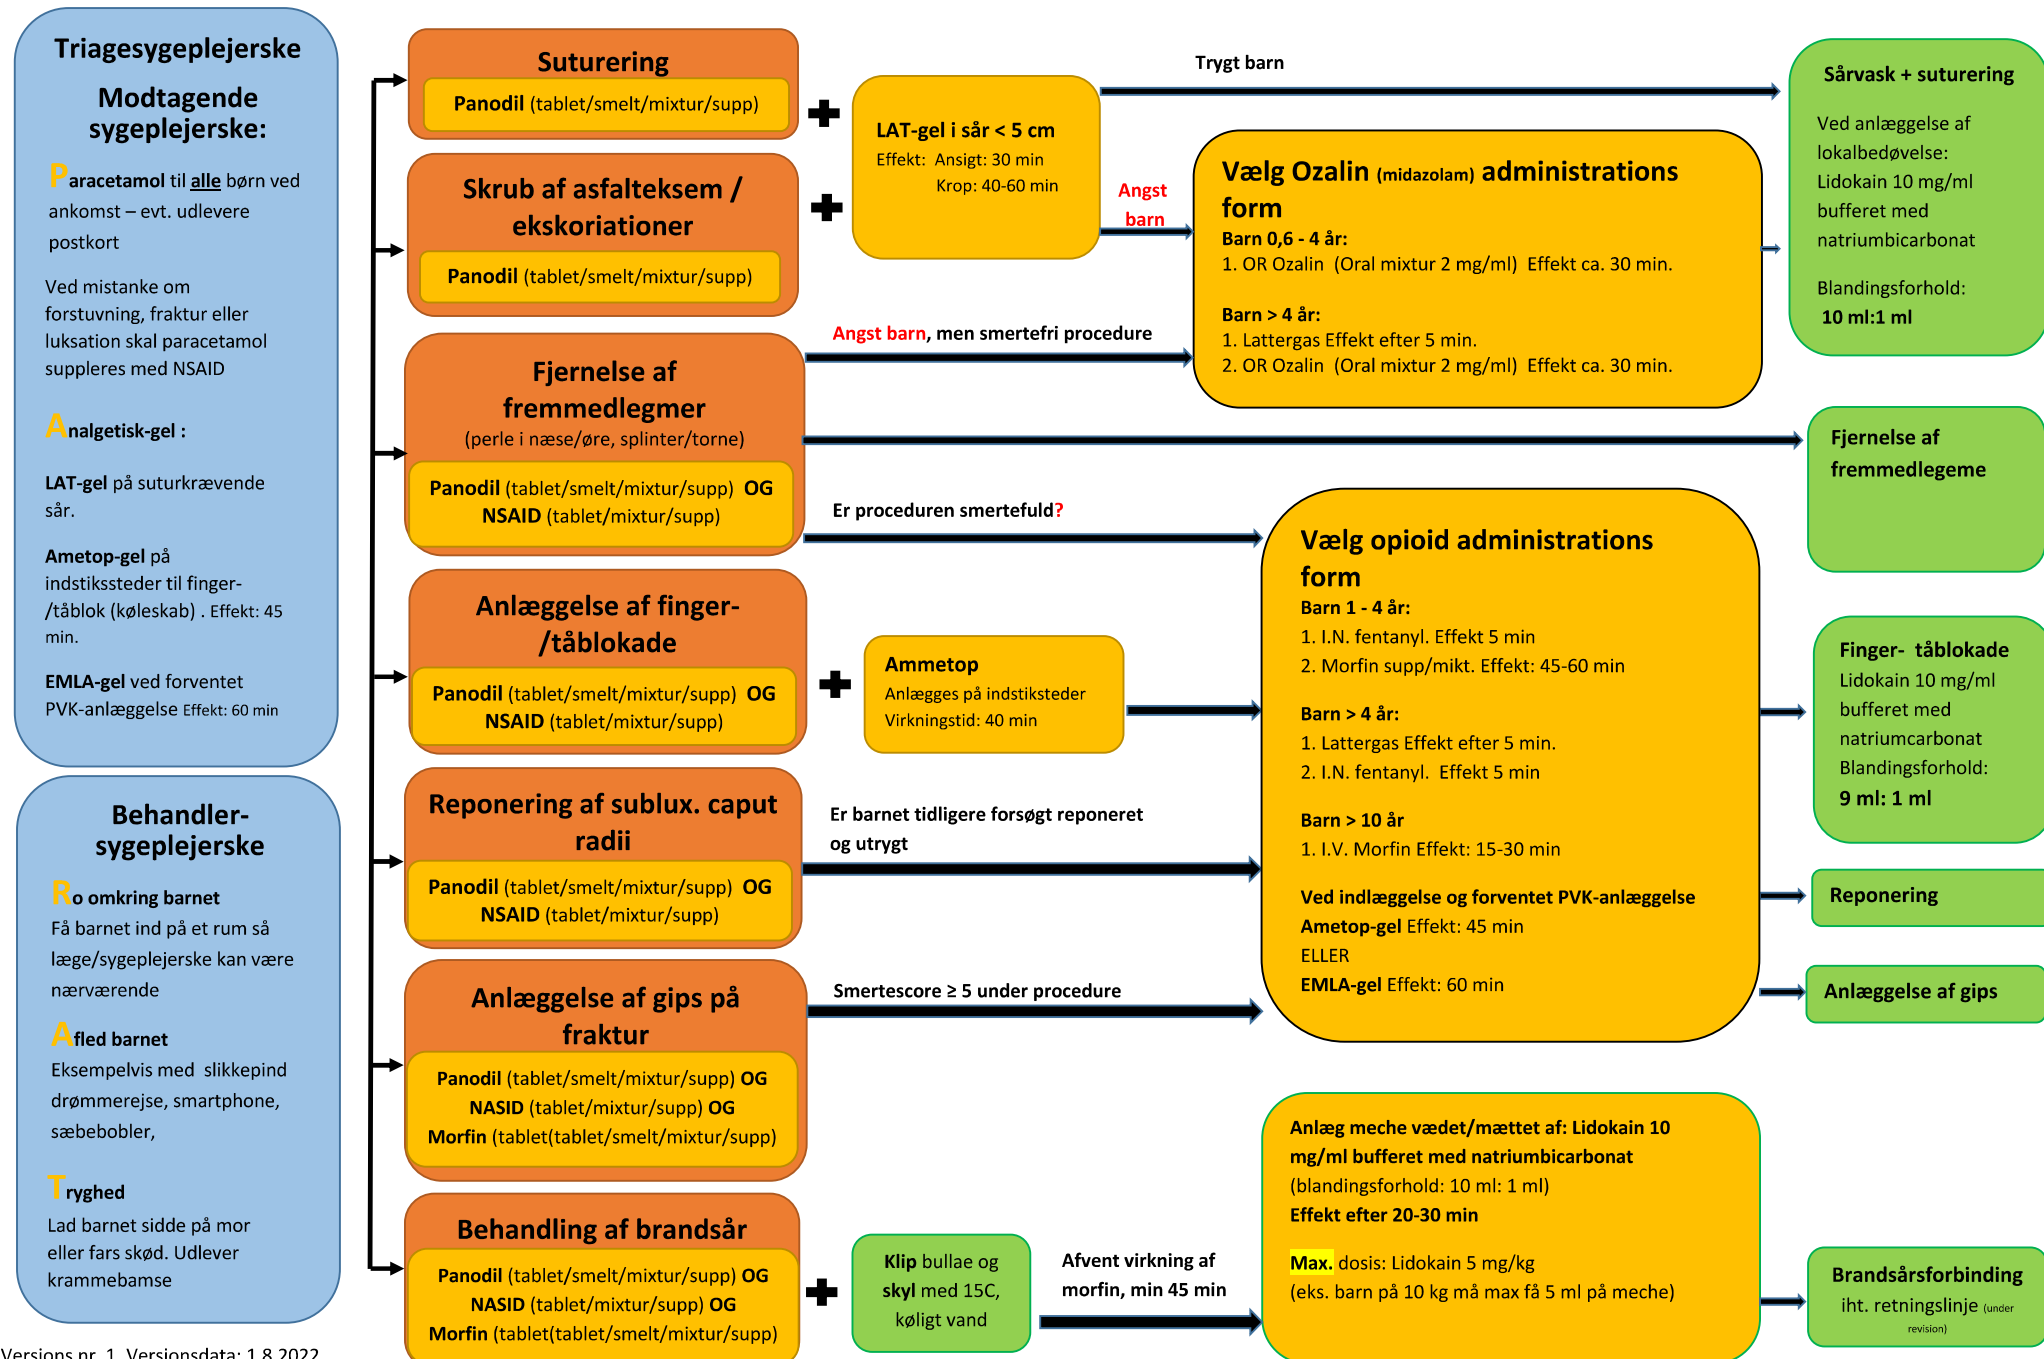 Triagesygeplejerske
Modtagende
sygeplejerske:
Paracetamol til alle børn ved
ankomst – evt. udlevere
postkort
Ved mistanke om
forstuvning, fraktur eller
luksation skal paracetamol
suppleres med NSAID
Analgetisk-gel :
LAT-gel på suturkrævende
sår.
Ametop-gel på
indstikssteder til finger-
/tåblok (køleskab) . Effekt: 45
min.
EMLA-gel ved forventet
PVK-anlæggelse Effekt: 60 min
Behandler-
sygeplejerske
Ro omkring barnet
Få barnet ind på et rum så
læge/sygeplejerske kan være
nærværende
Afled barnet
Eksempelvis med slikkepind
drømmerejse, smartphone,
sæbebobler,
Tryghed
Lad barnet sidde på mor
eller fars skød. Udlever
krammebamse
Versions nr. 1. Versionsdata: 1.8.2022
Suturering
Panodil (tablet/smelt/mixtur/supp)
Skrub af asfalteksem /
ekskoriationer
Panodil (tablet/smelt/mixtur/supp)
LAT-gel i sår < 5 cm
Effekt: Ansigt: 30 min
Krop: 40-60 min
Trygt barn
Angst
barn
Vælg Ozalin (midazolam) administrations
form
Barn 0,6 - 4 år:
1. OR Ozalin (Oral mixtur 2 mg/ml) Effekt ca. 30 min.
Barn > 4 år:
1. Lattergas Effekt efter 5 min.
2. OR Ozalin (Oral mixtur 2 mg/ml) Effekt ca. 30 min.
Sårvask + suturering
Ved anlæggelse af
lokalbedøvelse:
Lidokain 10 mg/ml
bufferet med
natriumbicarbonat
Blandingsforhold:
10 ml:1 ml
Fjernelse af
fremmedlegmer
(perle i næse/øre, splinter/torne)
Panodil (tablet/smelt/mixtur/supp) OG
NSAID (tablet/mixtur/supp)
Angst barn, men smertefri procedure
Er proceduren smertefuld?
Fjernelse af
fremmedlegeme
Anlæggelse af finger-
/tåblokade
Panodil (tablet/smelt/mixtur/supp) OG
NSAID (tablet/mixtur/supp)
Ammetop
Anlægges på indstiksteder
Virkningstid: 40 min
Vælg opioid administrations
form
Barn 1 - 4 år:
1. I.N. fentanyl. Effekt 5 min
2. Morfin supp/mikt. Effekt: 45-60 min
Barn > 4 år:
1. Lattergas Effekt efter 5 min.
2. I.N. fentanyl. Effekt 5 min
Barn > 10 år
1. I.V. Morfin Effekt: 15-30 min
Ved indlæggelse og forventet PVK-anlæggelse
Ametop-gel Effekt: 45 min
ELLER
EMLA-gel Effekt: 60 min
Finger- tåblokade
Lidokain 10 mg/ml
bufferet med
natriumcarbonat
Blandingsforhold:
9 ml: 1 ml
Reponering af sublux. caput
radii
Panodil (tablet/smelt/mixtur/supp) OG
NSAID (tablet/mixtur/supp)
Er barnet tidligere forsøgt reponeret
og utrygt
Reponering
Anlæggelse af gips på
fraktur
Panodil (tablet/smelt/mixtur/supp) OG
NASID (tablet/mixtur/supp) OG
Morfin (tablet(tablet/smelt/mixtur/supp)
Smertescore ≥ 5 under procedure
Anlæggelse af gips
Behandling af brandsår
Panodil (tablet/smelt/mixtur/supp) OG
NASID (tablet/mixtur/supp) OG
Morfin (tablet(tablet/smelt/mixtur/supp)
Klip bullae og
skyl med 15C,
køligt vand
Afvent virkning af
morfin, min 45 min
Anlæg meche vædet/mættet af: Lidokain 10
mg/ml bufferet med natriumbicarbonat
(blandingsforhold: 10 ml: 1 ml)
Effekt efter 20-30 min
Max. dosis: Lidokain 5 mg/kg
(eks. barn på 10 kg må max få 5 ml på meche)
Brandsårsforbinding
iht. retningslinje (under
revision)